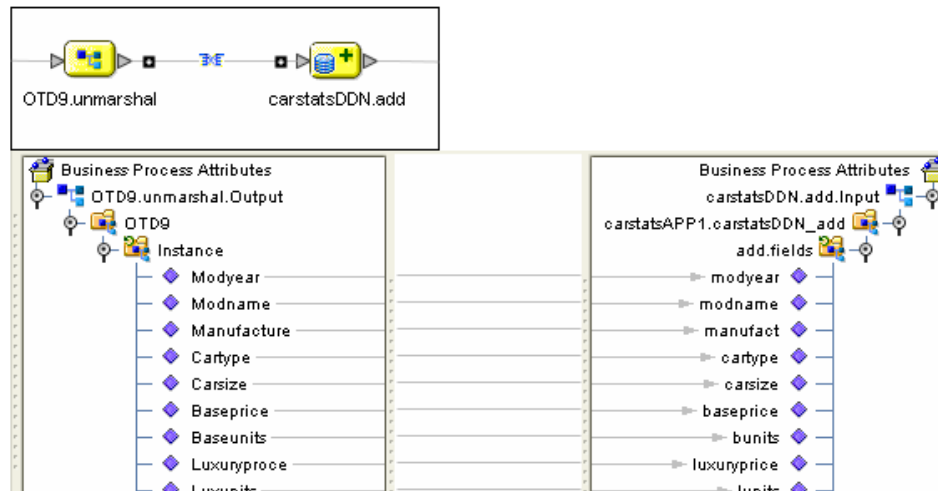 OTD9.unmarshal carstatsDDN.add
Business Process Attributes Business Process Attributes
OTD9.unmarshal.Output carstatsDDN.add.Input
OTD9 carstatsAPP1.carstatsDDN_add
Instance add.fields
Modyear modyear
Modname modname
Manufacture manufact
Cartype cartype
Carsize carsize
Baseprice baseprice
Baseunits bunits
Luxuryproce luxuryprice
Luxunits lunits